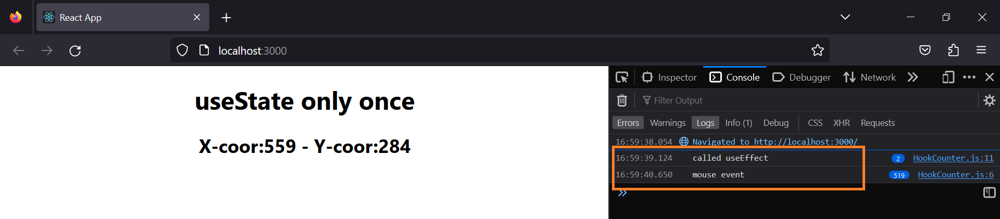 React App
localhost:3000
useState only once
X-coor:559 - Y-coor:284
Inspector Console Debugger Network
Filter Output
Errors Warnings Logs Info (1) Debug CSS XHR Requests
16:59:38.054 Navigated to http://localhost:3000/
16:59:39.124 called useEffect 2 HookCounter.js:11
16:59:40.650 mouse event 519 HookCounter.js:6